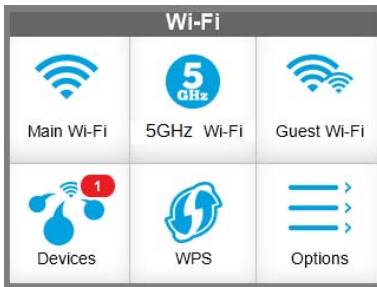 Wi-Fi
5
GHz
Main Wi-Fi
5GHz Wi-Fi
Guest Wi-Fi
1
Devices
WPS
Options